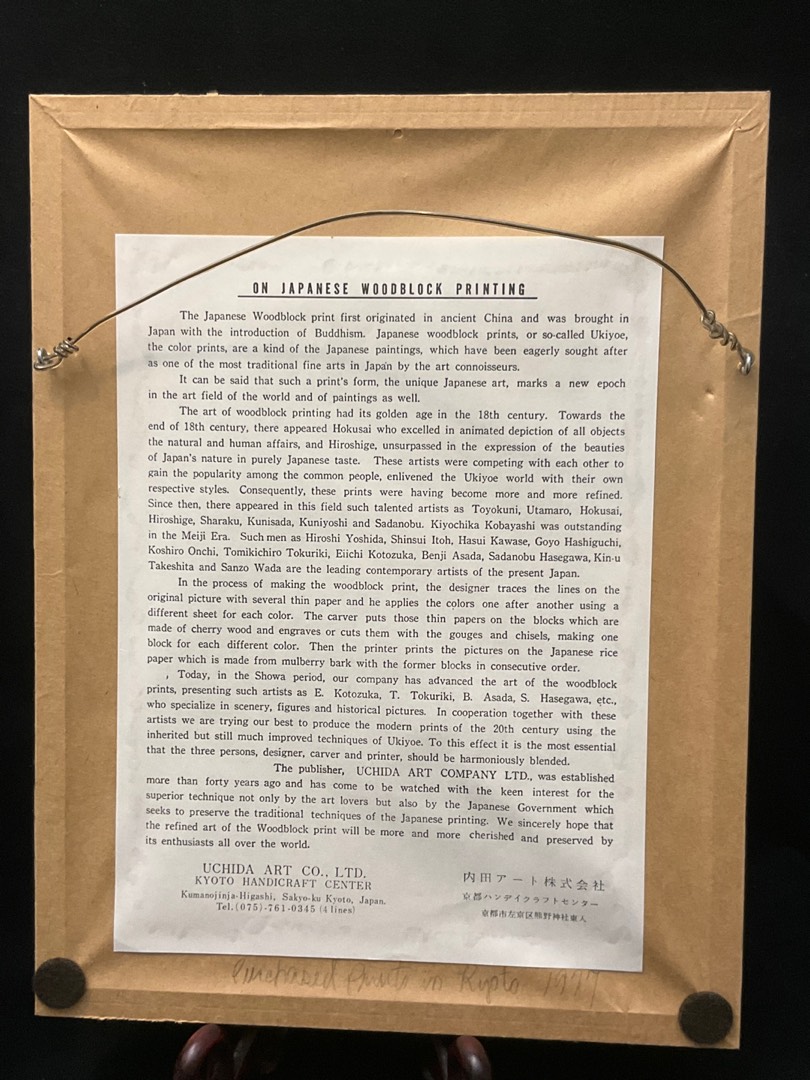 ON JAPANESE WOODBLOCK PRINTING
The Japanese Woodblock print first originated in ancient China and was brought in
Japan with the introduction of Buddhism. Japanese woodblock prints, or so-called Ukiyoe,
the color prints, are a kind of the Japanese paintings, which have been eagerly sought after
as one of the most traditional fine arts in Japan by the art connoisseurs.
It can be said that such a print's form, the unique Japanese art, marks a new epoch
in the art field of the world and of paintings as well.
The art of woodblock printing had its golden age in the 18th century. Towards the
end of 18th century, there appeared Hokusai who excelled in animated depiction of all objects
the natural and human affairs, and Hiroshige, unsurpassed in the expression of the beauties
of Japan's nature in purely Japanese taste. These artists were competing with each other to
gain the popularity among the common people, enlivened the Ukiyoe world with their own
respective styles. Consequently, these prints were having become more and more refined.
Since then, there appeared in this field such talented artists as Toyokuni, Utamaro, Hokusai,
Hiroshige, Sharaku, Kunisada, Kuniyoshi and Sadanobu. Kiyochika Kobayashi was outstanding
in the Meiji Era. Such men as Hiroshi Yoshida, Shinsui Itoh, Hasui Kawase, Goyo Hashiguchi,
Koshiro Onchi, Tomikichiro Tokuriki, Eiichi Kotozuka, Benji Asada, Sadanobu Hasegawa, Kin-u
Takeshita and Sanzo Wada are the leading contemporary artists of the present Japan.
In the process of making the woodblock print, the designer traces the lines on the
original picture with several thin paper and he applies the colors one after another using a
different sheet for each color. The carver puts those thin papers on the blocks which are
made of cherry wood and engraves or cuts them with the gouges and chisels, making one
block for each different color. Then the printer prints the pictures on the Japanese rice
paper which is made from mulberry bark with the former blocks in consecutive order.
Today, in the Showa period, our company has advanced the art of the woodblock
prints, presenting such artists as E. Kotozuka, T. Tokuriki, B. Asada, S. Hasegawa, etc.,
who specialize in scenery, figures and historical pictures. In cooperation together with these
artists we are trying our best to produce the modern prints of the 20th century using the
inherited but still much improved techniques of Ukiyoe. To this effect it is the most essential
that the three persons, designer, carver and printer, should be harmoniously blended.
The publisher, UCHIDA ART COMPANY LTD., was established
more than forty years ago and has come to be watched with the keen interest for the
superior technique not only by the art lovers but also by the Japanese Government which
seeks to preserve the traditional techniques of the Japanese printing. We sincerely hope that
the refined art of the Woodblock print will be more and more cherished and preserved by
its enthusiasts all over the world.
UCHIDA ART CO., LTD.
KYOTO HANDICRAFT CENTER
Kumanojinja-Higashi, Sakyo-ku Kyoto, Japan.
Tel. (075)-761-0345 (4 lines)
内田アート株式会社
京都ハンデイクラフトセンター
京都市左京区熊野神社東入
Purchased prints in Kyoto 1977